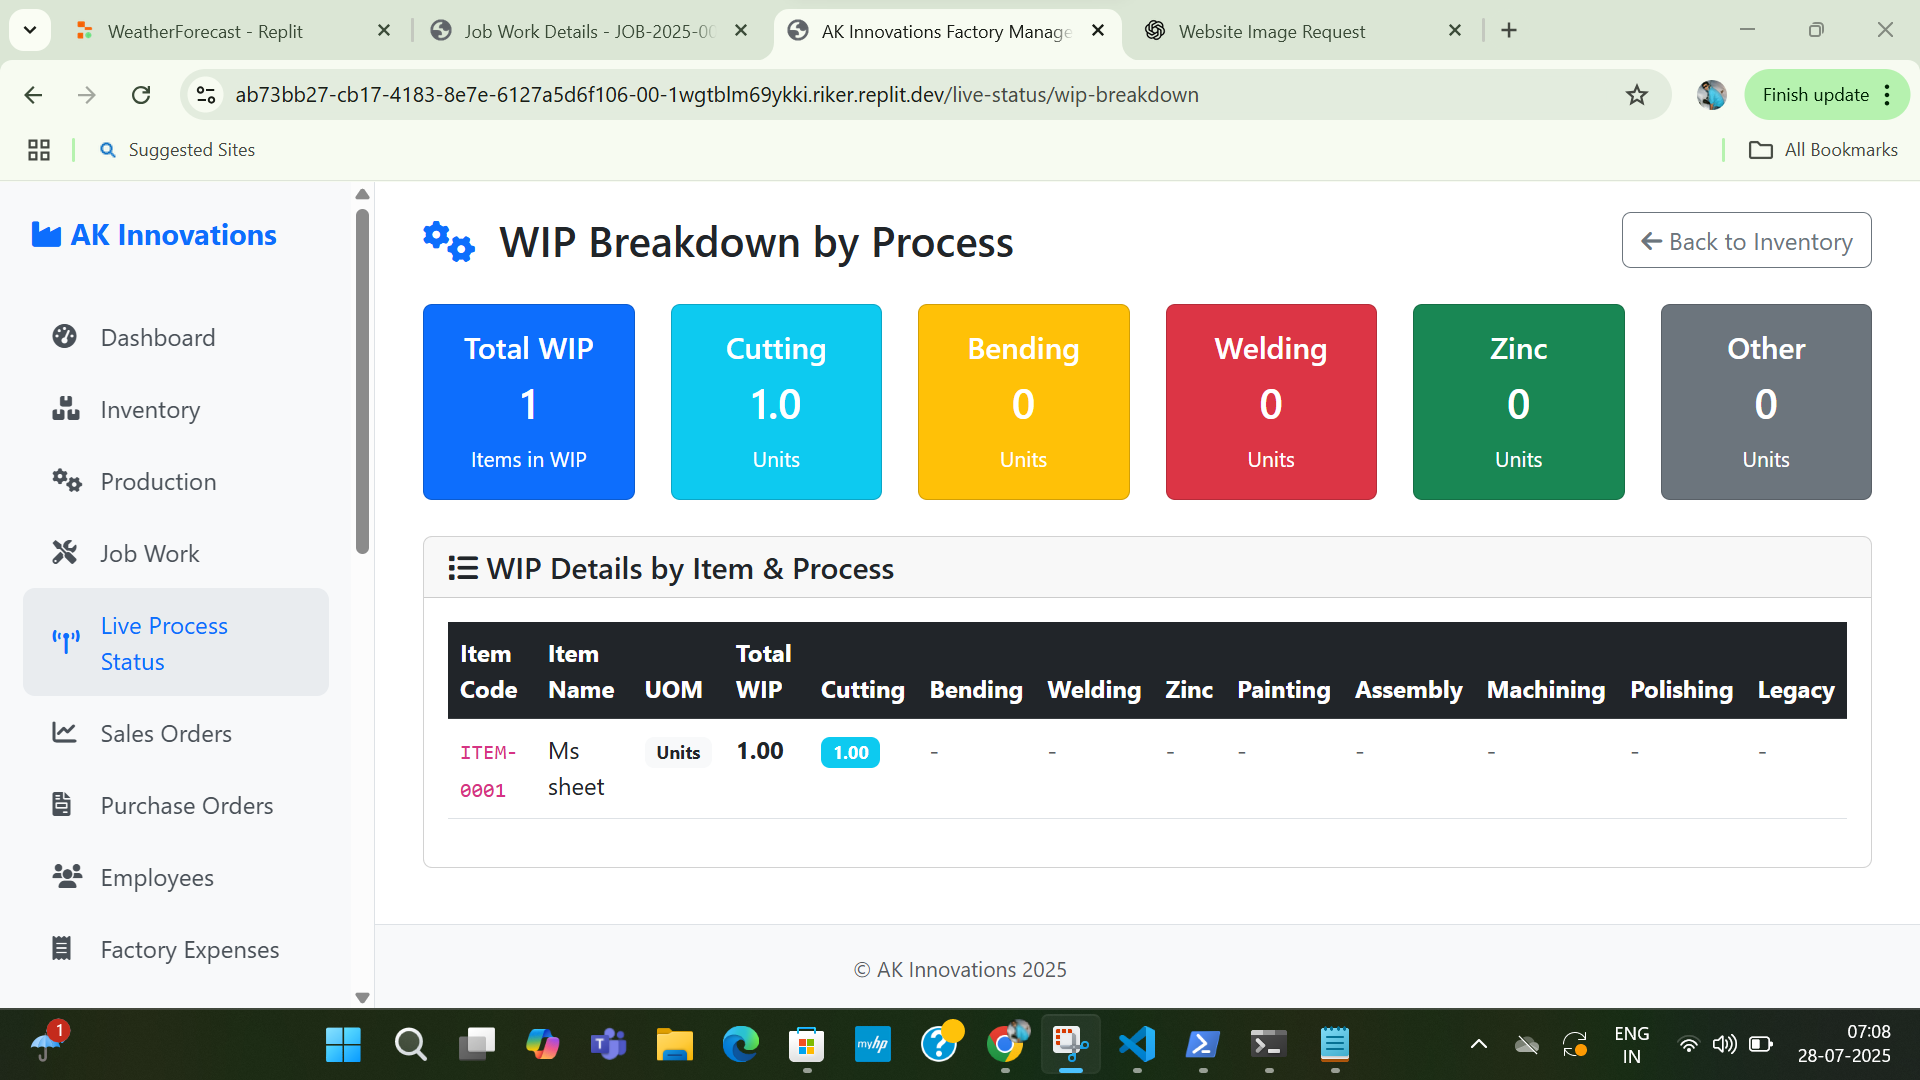 WeatherForecast - Replit
Job Work Details - JOB-2025-00
AK Innovations Factory Manage
Website Image Request
ab73bb27-cb17-4183-8e7e-6127a5d6f106-00-1wgtblm69ykki.riker.replit.dev/live-status/wip-breakdown
Finish update
Suggested Sites
All Bookmarks
AK Innovations
Dashboard
Inventory
Production
Job Work
Live Process
Status
Sales Orders
Purchase Orders
Employees
Factory Expenses
WIP Breakdown by Process
Back to Inventory
Total WIP
1
Items in WIP
Cutting
1.0
Units
Bending
0
Units
Welding
0
Units
Zinc
0
Units
Other
0
Units
WIP Details by Item & Process
Item Code Item Name UOM Total WIP Cutting Bending Welding Zinc Painting Assembly Machining Polishing Legacy
ITEM-0001 Ms sheet Units 1.00 1.00 - - - - - - - -
© AK Innovations 2025
1
myhp
ENG
IN
07:08
28-07-2025